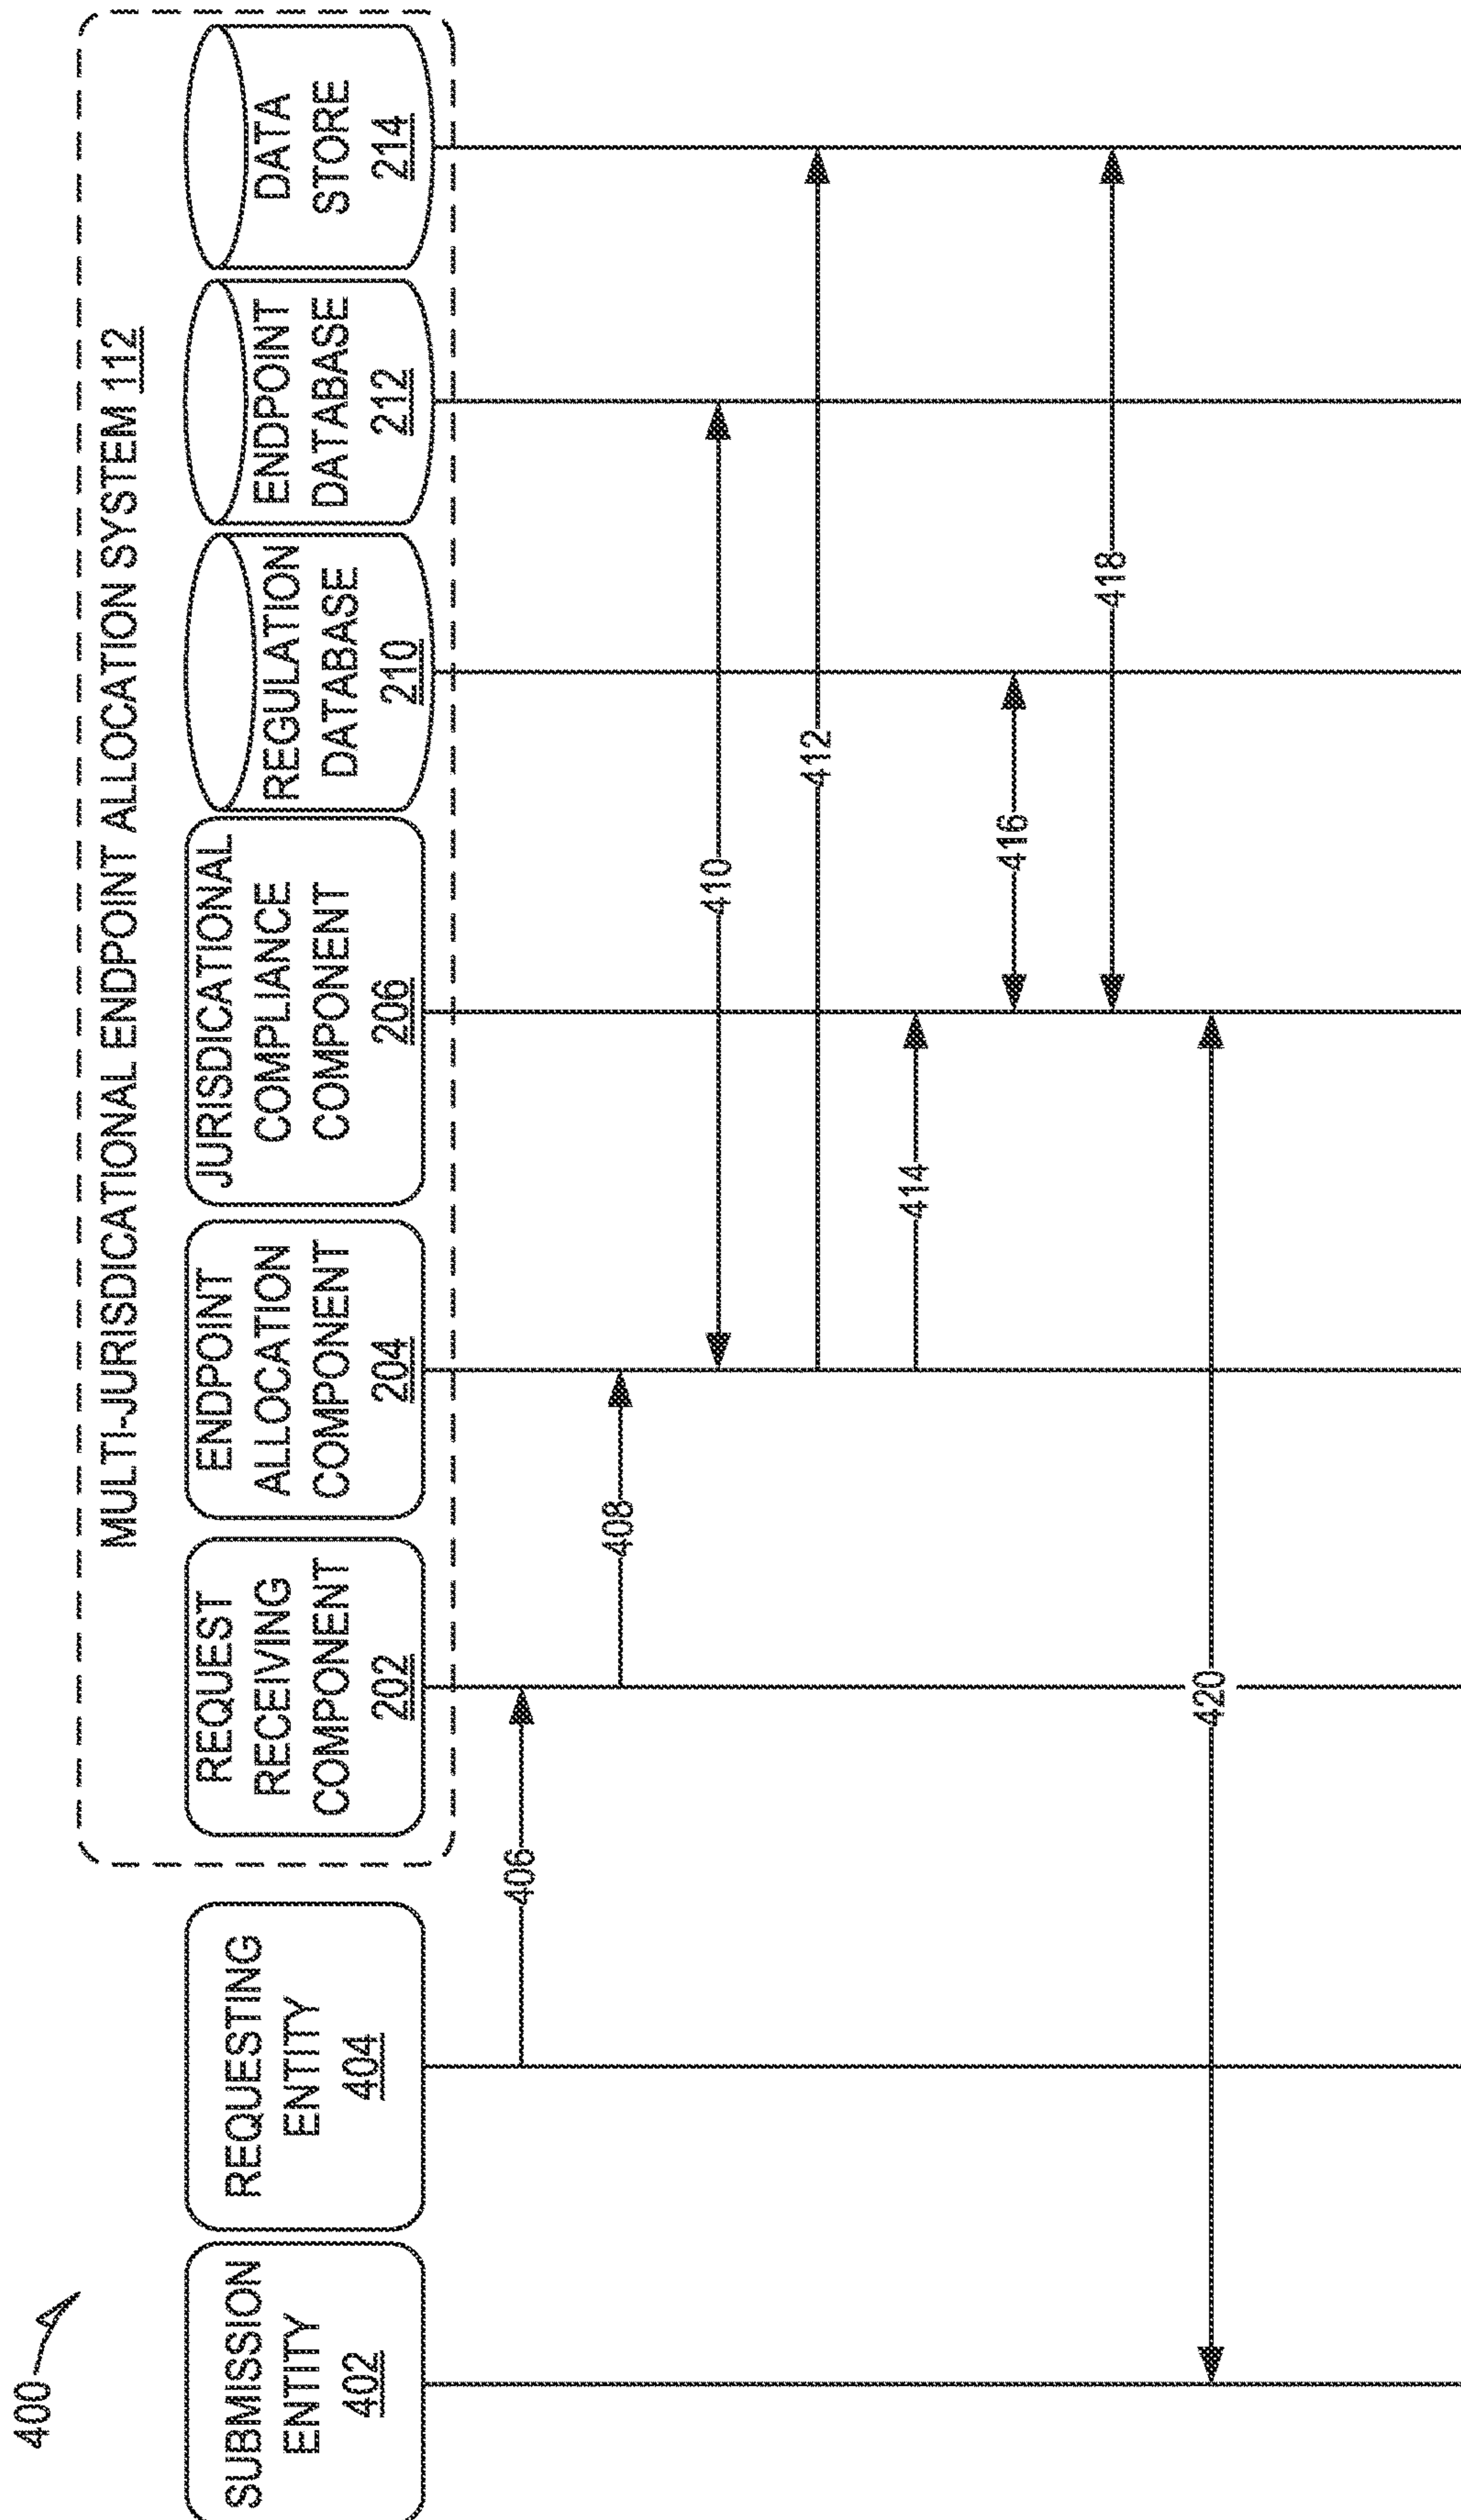 400
MULTI-JURISDICATIONAL ENDPOINT ALLOCATION SYSTEM 112
SUBMISSION
ENTITY
402
REQUESTING
ENTITY
404
REQUEST
RECEIVING
COMPONENT
202
ENDPOINT
ALLOCATION
COMPONENT
204
JURISDICATIONAL
COMPLIANCE
COMPONENT
206
REGULATION
DATABASE
210
ENDPOINT
DATABASE
212
DATA
STORE
214
406
408
410
412
414
416
418
420